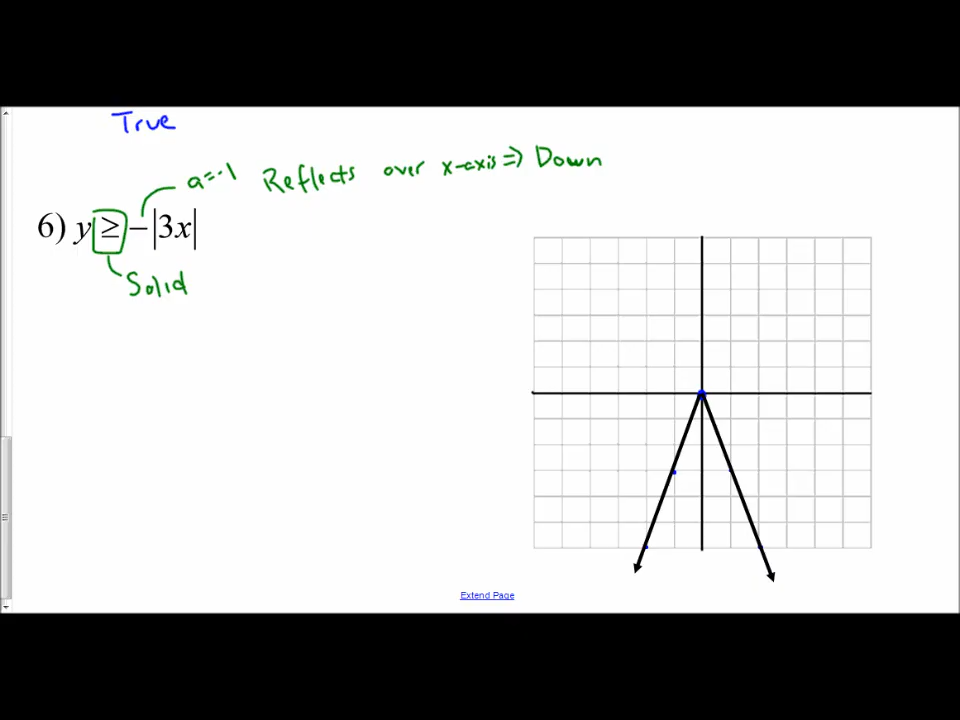 True
a=-1 Reflects over x-axis => Down
6) y ≥ -|3x|
Solid
Extend Page